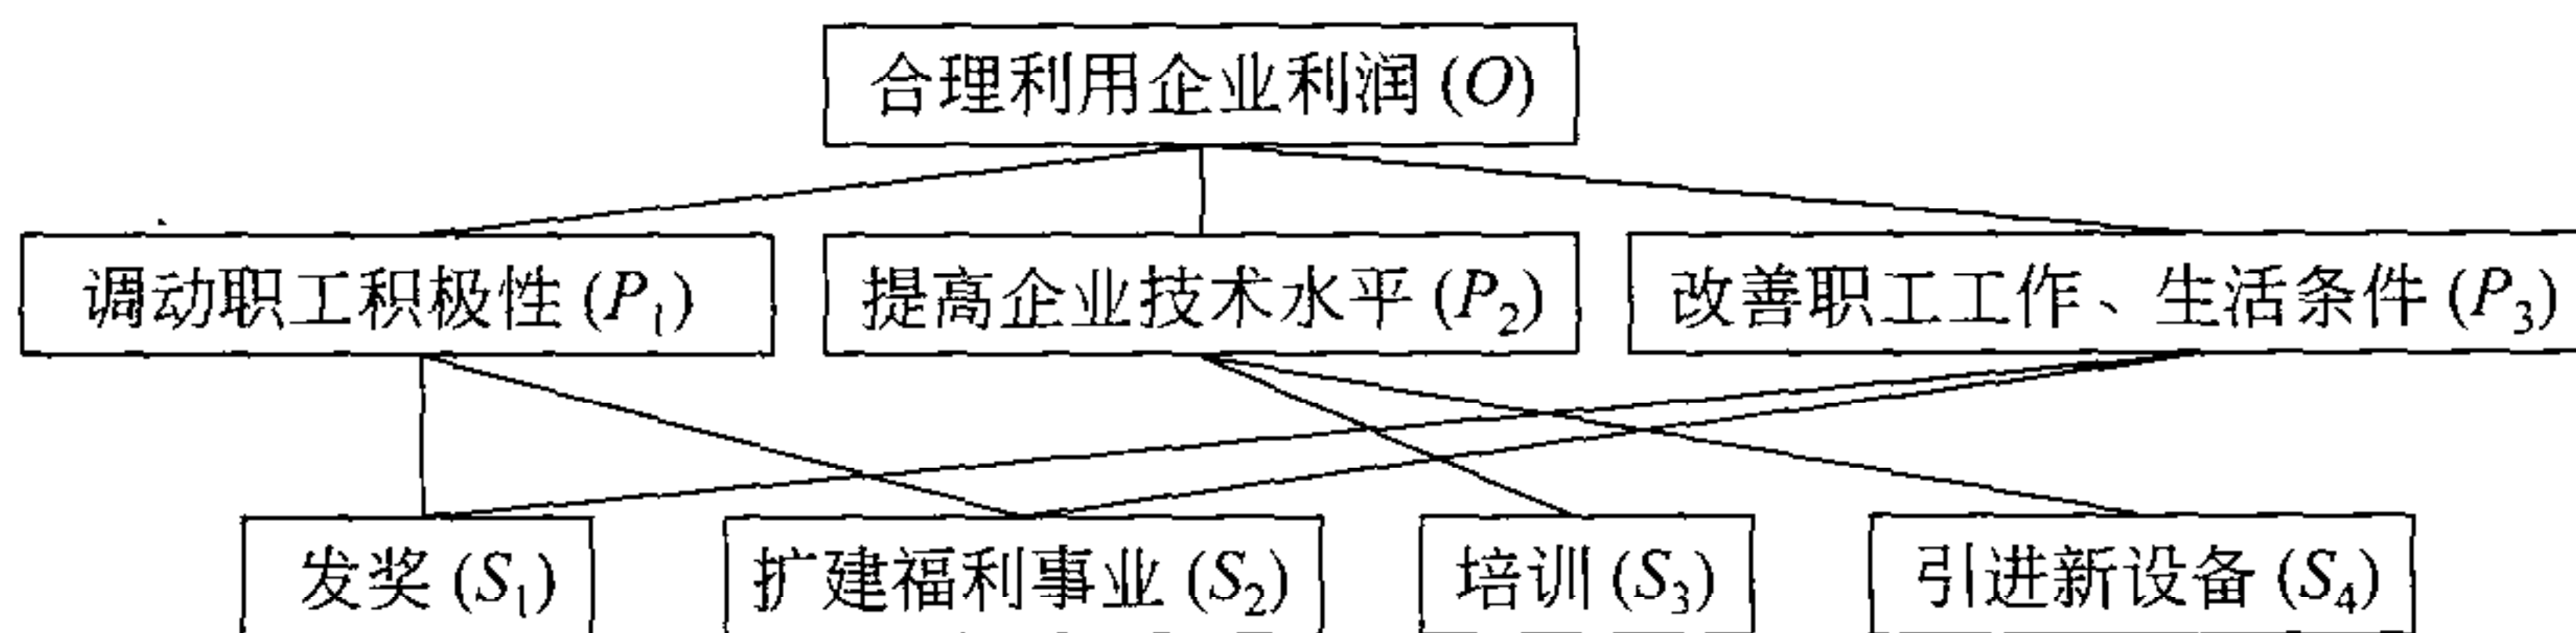 合理利用企业利润 (O)
调动职工积极性 (P₁) 提高企业技术水平 (P₂) 改善职工工作、生活条件 (P₃)
发奖 (S₁) 扩建福利事业 (S₂) 培训 (S₃) 引进新设备 (S₄)